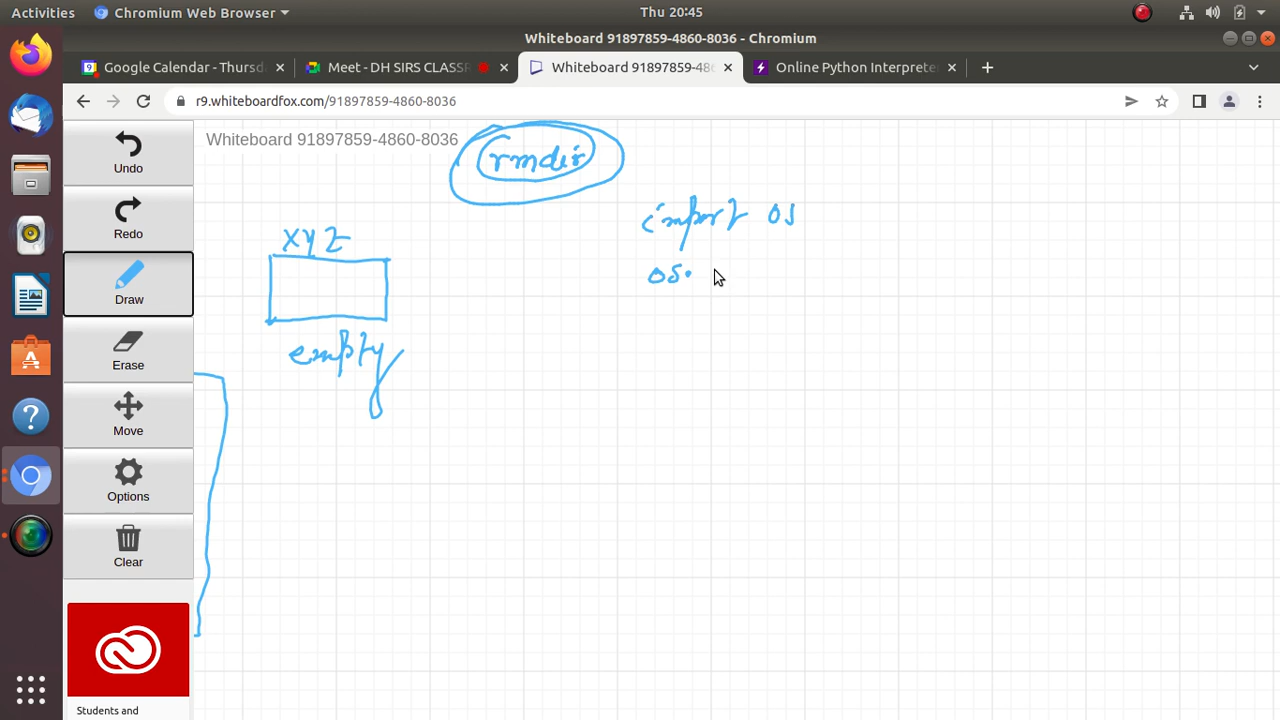 Activities
Chromium Web Browser
Thu 20:45
Whiteboard 91897859-4860-8036 - Chromium
Google Calendar - Thursd
Meet - DH SIRS CLASSR
Whiteboard 91897859-486
Online Python Interprete
r9.whiteboardfox.com/91897859-4860-8036
Whiteboard 91897859-4860-8036
rmdir
import os
os.
xyz
empty
Undo
Redo
Draw
Erase
Move
Options
Clear
Students and